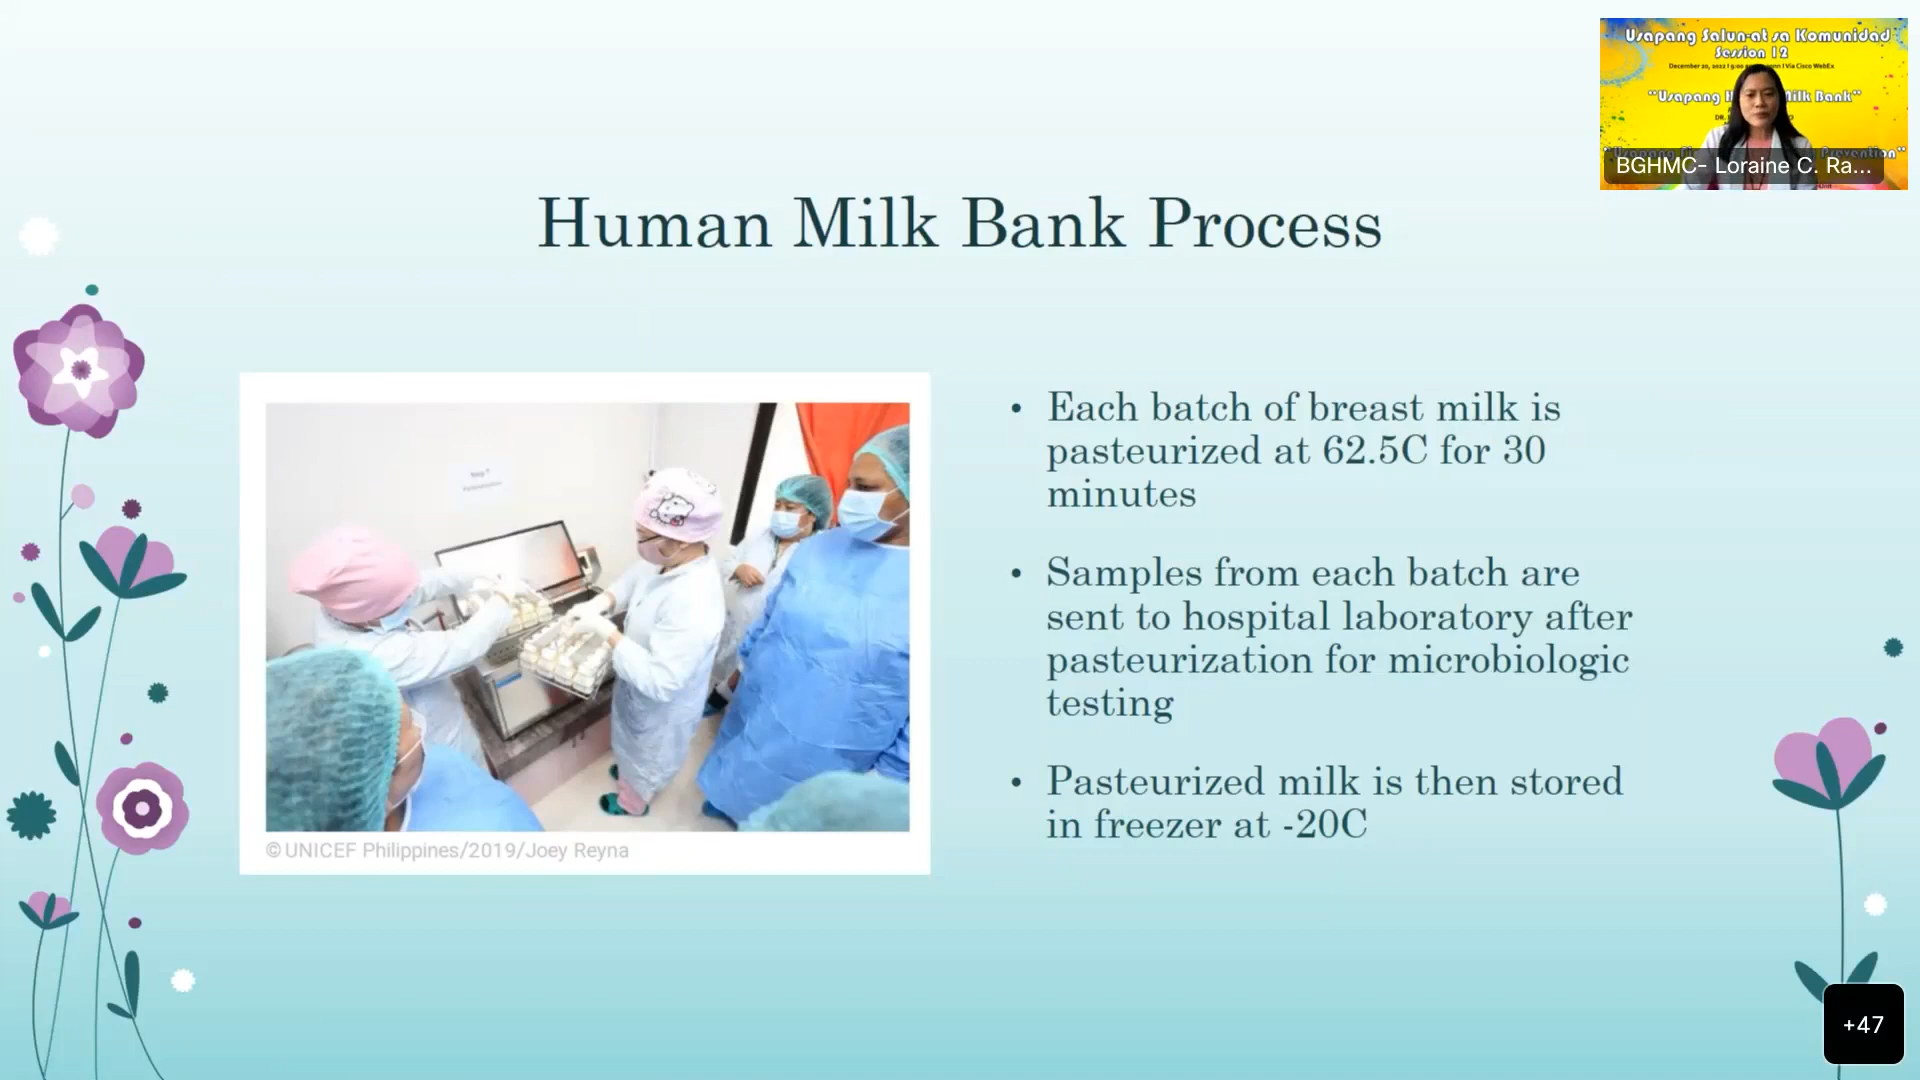 Usapang Salun-at sa Komunidad
Session 12
"Usapang Milk Bank"
Prevention"
BGHMC- Loraine C. Ra...
Human Milk Bank Process
Each batch of breast milk is
pasteurized at 62.5C for 30
minutes
Samples from each batch are
sent to hospital laboratory after
pasteurization for microbiologic
testing
Pasteurized milk is then stored
in freezer at -20C
© UNICEF Philippines/2019/Joey Reyna
+47